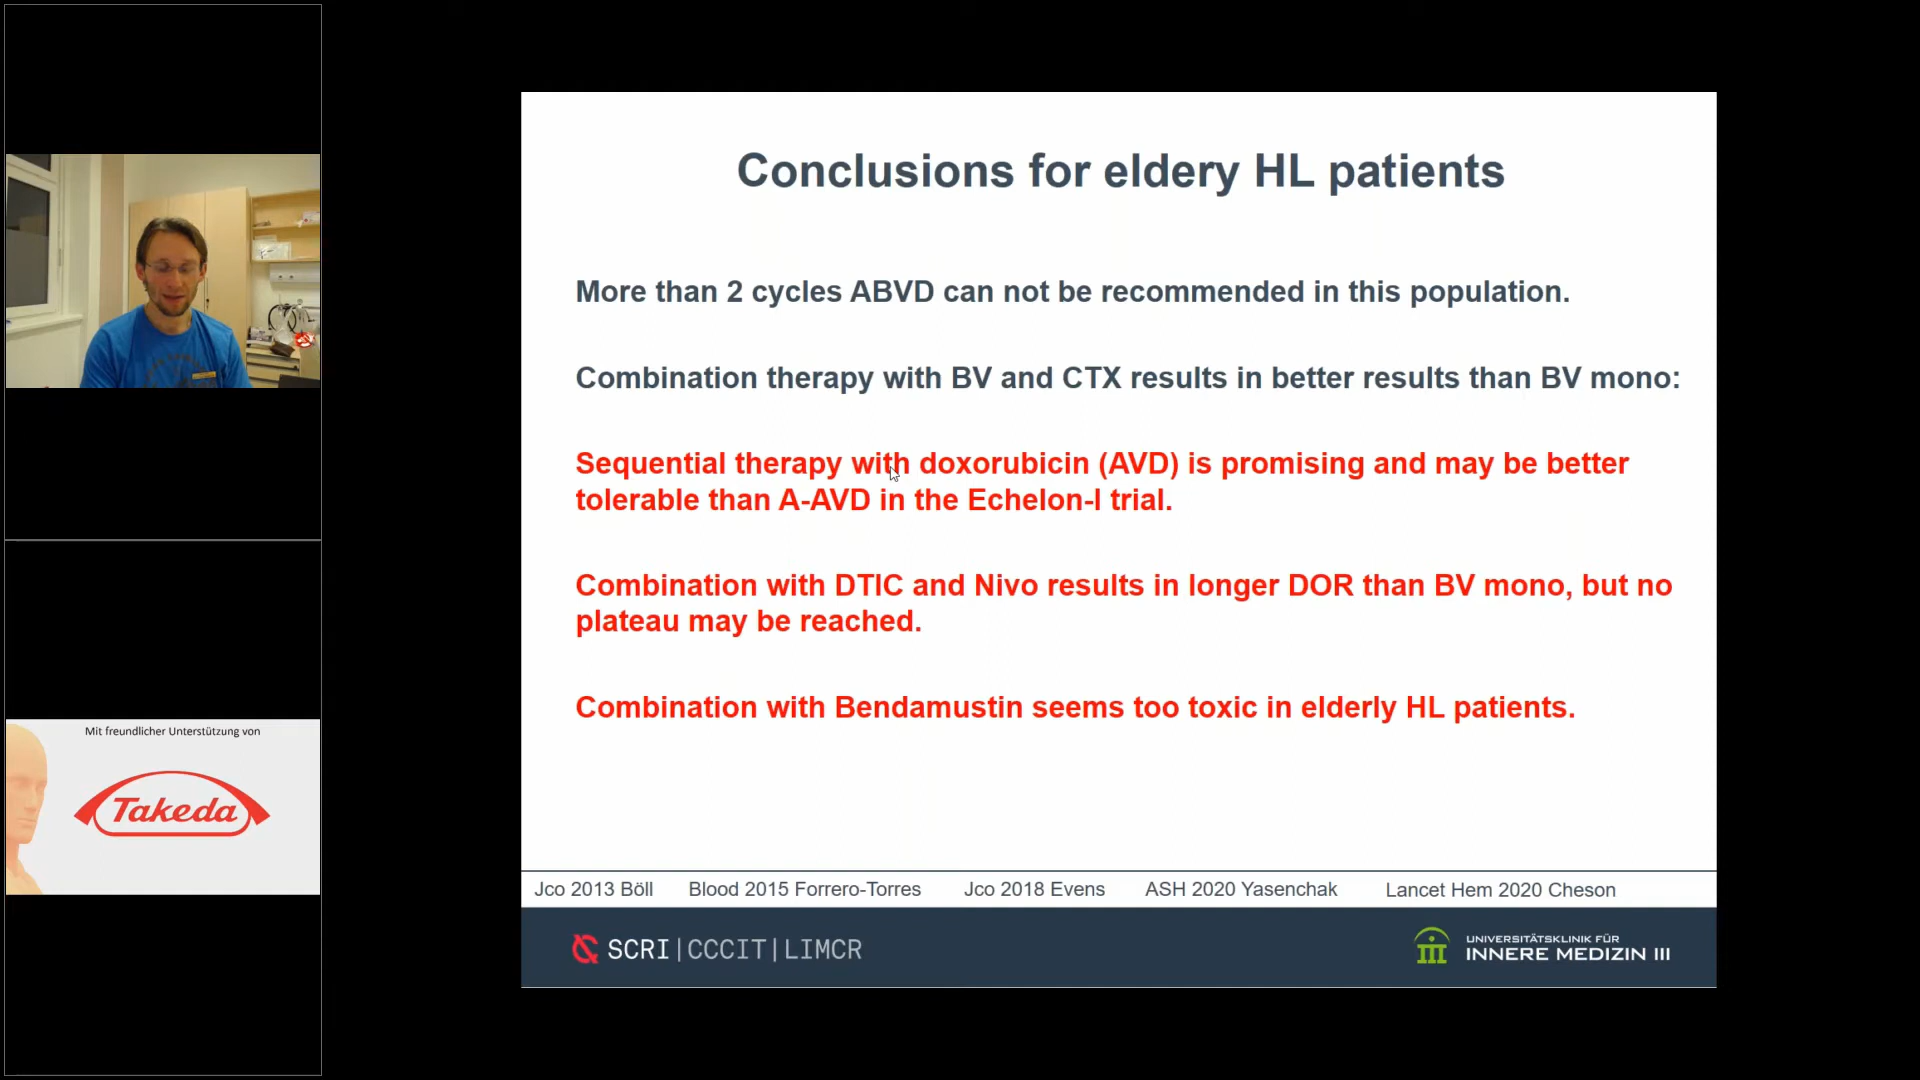 Conclusions for eldery HL patients
More than 2 cycles ABVD can not be recommended in this population.
Combination therapy with BV and CTX results in better results than BV mono:
Sequential therapy with doxorubicin (AVD) is promising and may be better
tolerable than A-AVD in the Echelon-I trial.
Combination with DTIC and Nivo results in longer DOR than BV mono, but no
plateau may be reached.
Combination with Bendamustin seems too toxic in elderly HL patients.
Jco 2013 Böll Blood 2015 Forrero-Torres Jco 2018 Evens ASH 2020 Yasenchak Lancet Hem 2020 Cheson
SCRI|CCCIT|LIMCR
UNIVERSITÄTSKLINIK FÜR
INNERE MEDIZIN III
Mit freundlicher Unterstützung von
Takeda